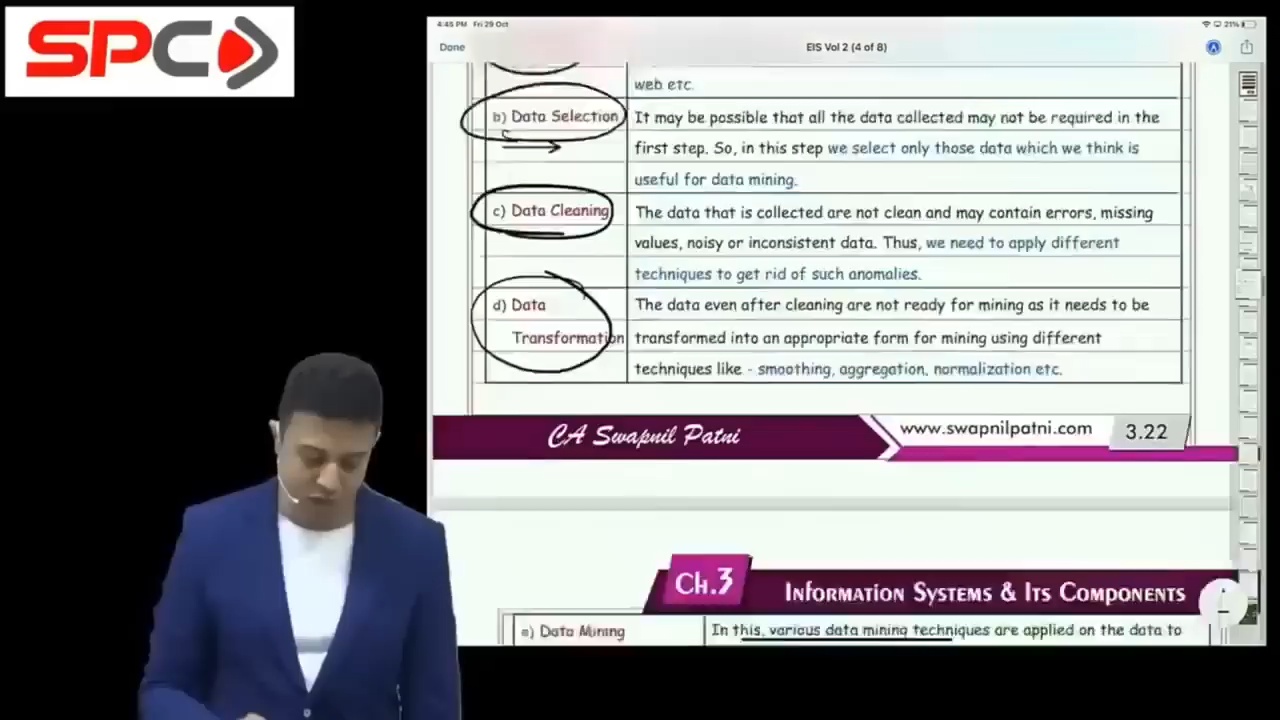 SPC
4:45 PM Fri 29 Oct
21%
Done
EIS Vol 2 (4 of 8)
web etc.
b) Data Selection
It may be possible that all the data collected may not be required in the
first step. So, in this step we select only those data which we think is
useful for data mining.
c) Data Cleaning
The data that is collected are not clean and may contain errors, missing
values, noisy or inconsistent data. Thus, we need to apply different
techniques to get rid of such anomalies.
d) Data
Transformation
The data even after cleaning are not ready for mining as it needs to be
transformed into an appropriate form for mining using different
techniques like - smoothing, aggregation, normalization etc.
CA Swapnil Patni
www.swapnilpatni.com
3.22
Ch.3
Information Systems & Its Components
e) Data Mining
In this, various data mining techniques are applied on the data to